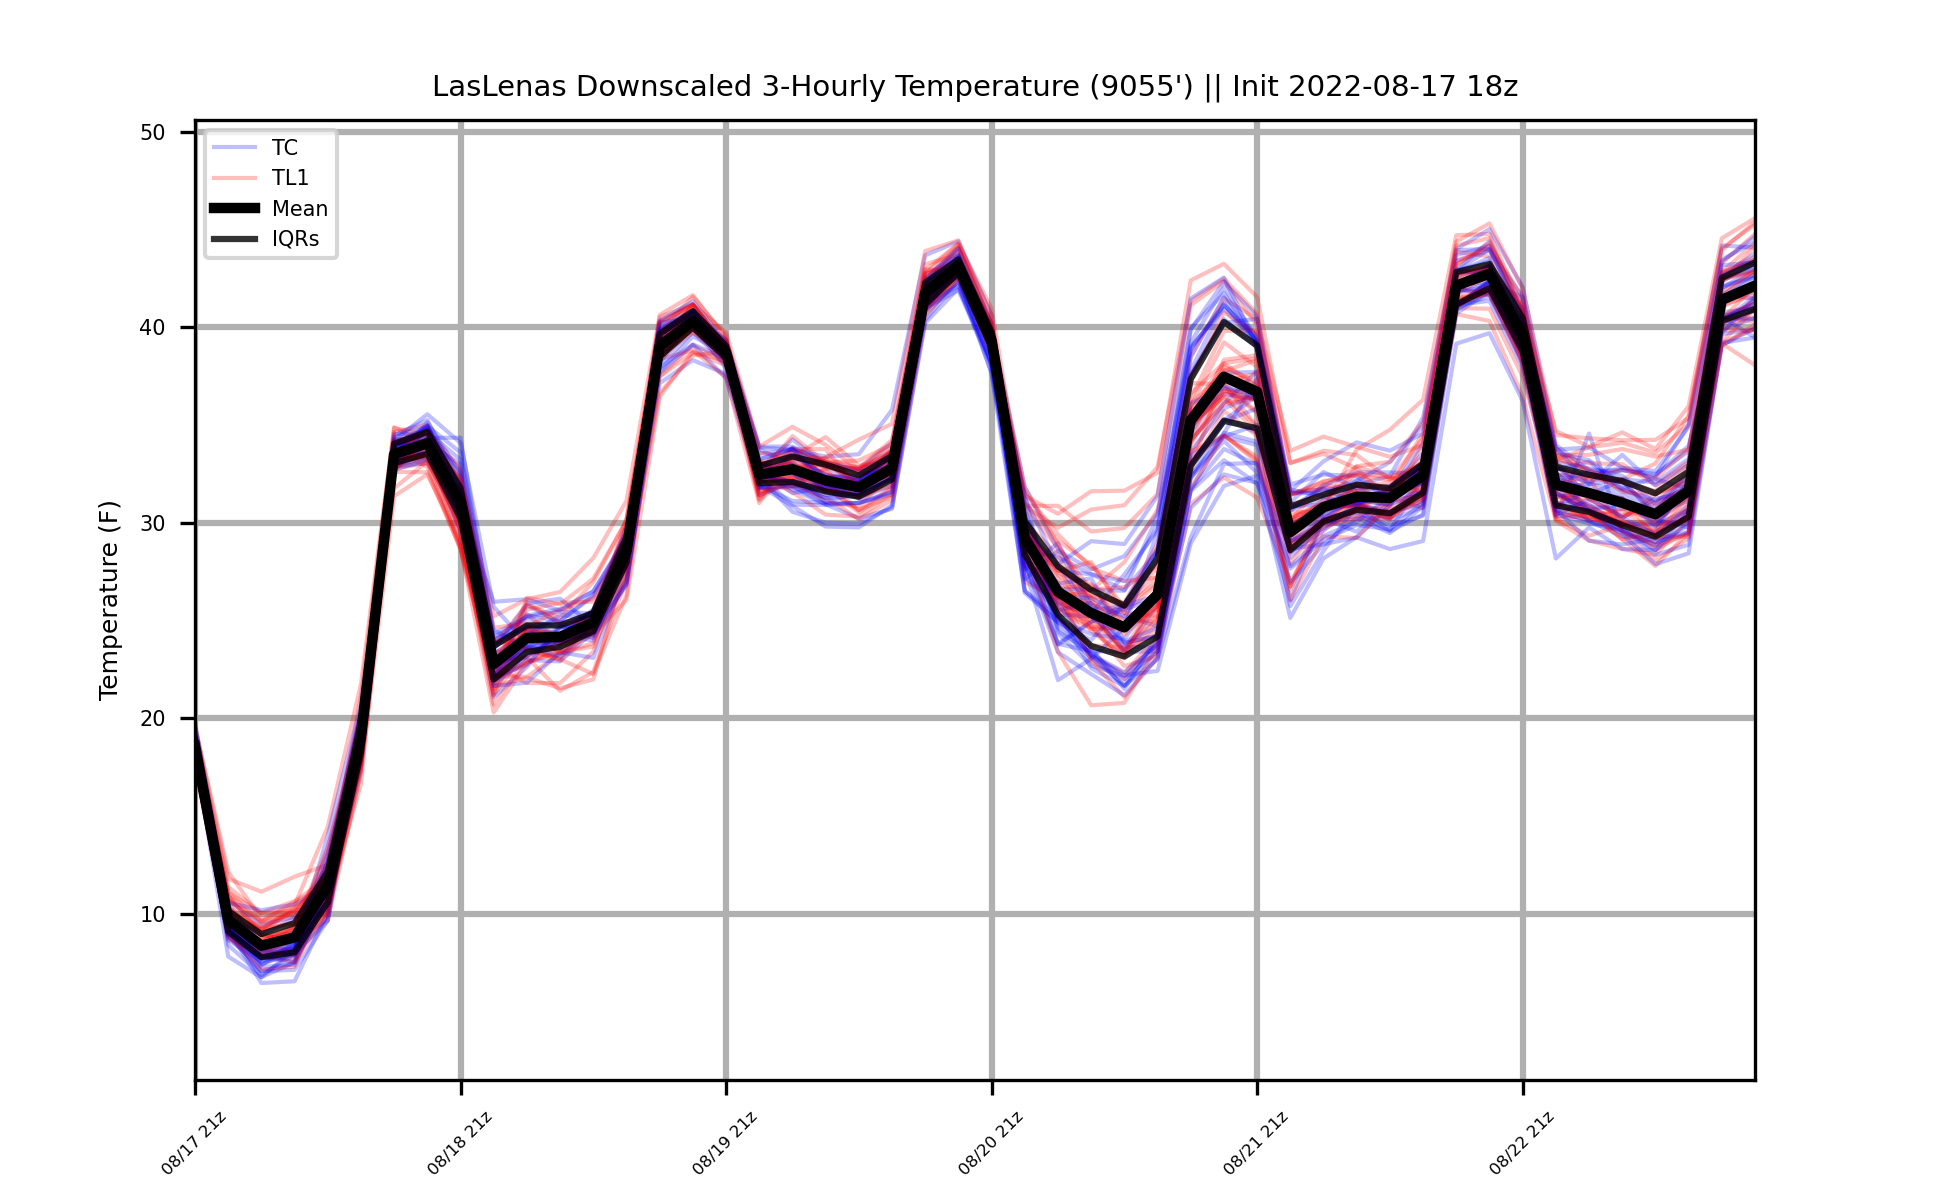 LasLenas Downscaled 3-Hourly Temperature (9055') || Init 2022-08-17 18z
TC
TL1
Mean
IQRs
Temperature (F)
50
40
30
20
10
08/17 21z
08/18 21z
08/19 21z
08/20 21z
08/21 21z
08/22 21z